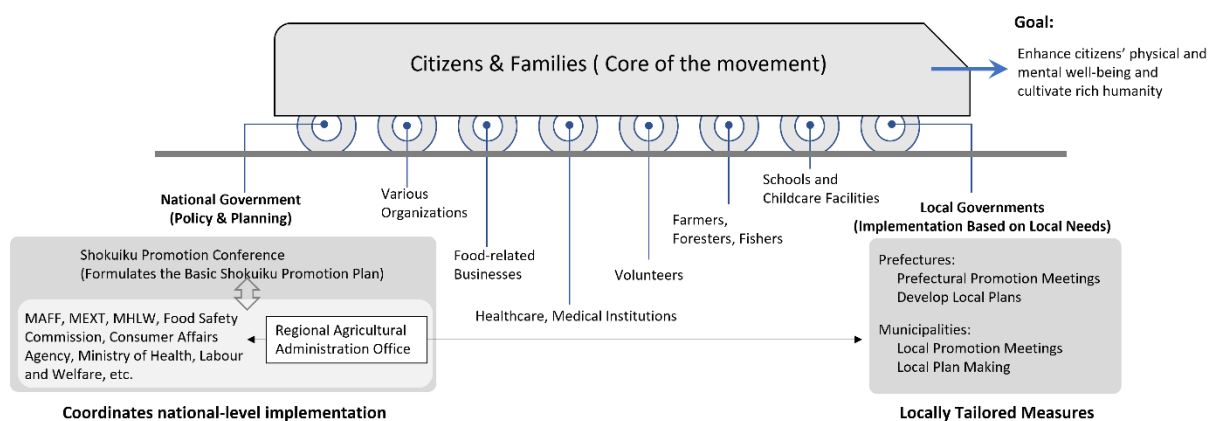 Goal:
Citizens & Families ( Core of the movement)
Enhance citizens' physical and
mental well-being and
cultivate rich humanity
National Government
(Policy & Planning)
Various
Organizations
Food-related
Businesses
Healthcare, Medical Institutions
Volunteers
Farmers,
Foresters, Fishers
Schools and
Childcare Facilities
Local Governments
(Implementation Based on Local Needs)
Shokuiku Promotion Conference
(Formulates the Basic Shokuiku Promotion Plan)
MAFF, MEXT, MHLW, Food Safety
Commission, Consumer Affairs
Agency, Ministry of Health, Labour
and Welfare, etc.
Regional Agricultural
Administration Office
Prefectures:
Prefectural Promotion Meetings
Develop Local Plans
Municipalities:
Local Promotion Meetings
Local Plan Making
Coordinates national-level implementation
Locally Tailored Measures